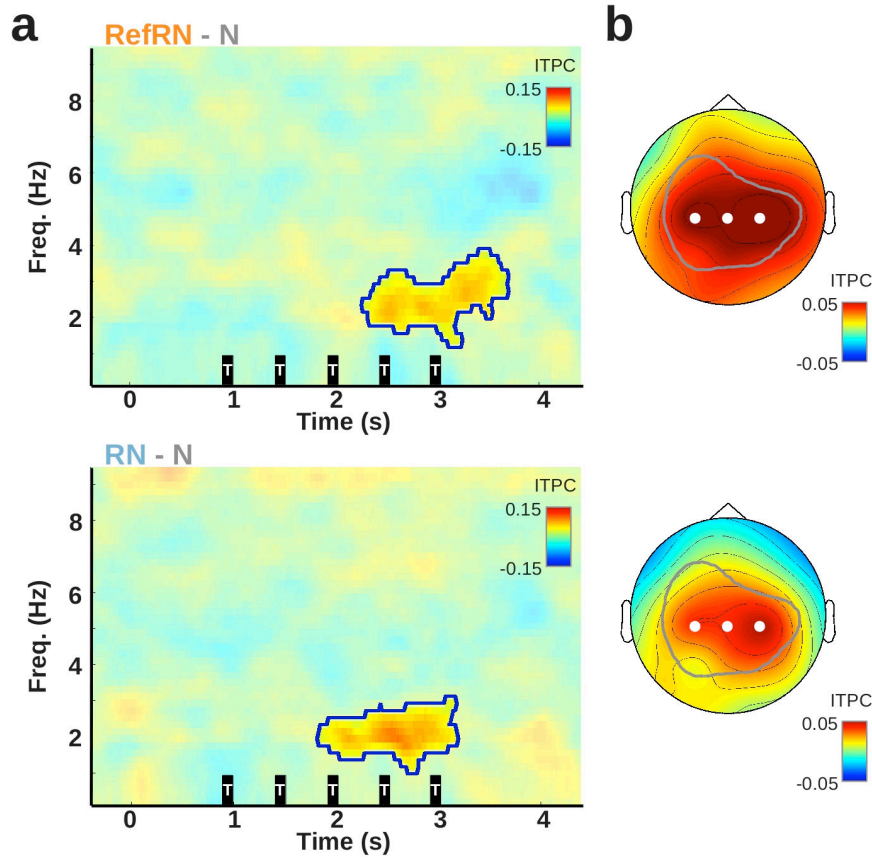 a
b
RefRN - N
ITPC
0.15
-0.15
8
6
4
2
Freq. (Hz)
T T T T T
0 1 2 3 4
Time (s)
ITPC
0.05
-0.05
RN - N
ITPC
0.15
-0.15
8
6
4
2
Freq. (Hz)
T T T T T
0 1 2 3 4
Time (s)
ITPC
0.05
-0.05